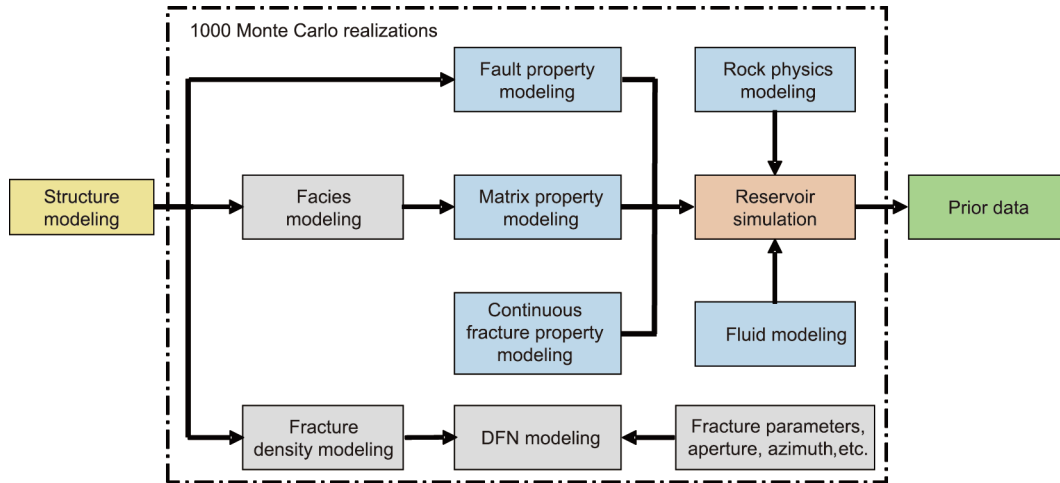 1000 Monte Carlo realizations
Fault property
modeling
Rock physics
modeling
Structure
modeling
Facies
modeling
Matrix property
modeling
Reservoir
simulation
Prior data
Continuous
fracture property
modeling
Fluid modeling
Fracture
density modeling
DFN modeling
Fracture parameters,
aperture, azimuth,etc.